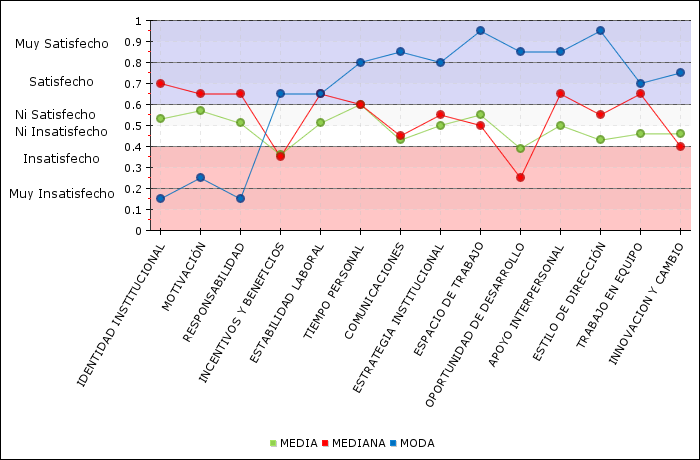 1
0.9
0.8
0.7
0.6
0.5
0.4
0.3
0.2
0.1
0
Muy Satisfecho
Satisfecho
Ni Satisfecho
Ni Insatisfecho
Insatisfecho
Muy Insatisfecho
IDENTIDAD INSTITUCIONAL
MOTIVACIÓN
RESPONSABILIDAD
INCENTIVOS Y BENEFICIOS
ESTABILIDAD LABORAL
TIEMPO PERSONAL
COMUNICACIONES
ESTRATEGIA INSTITUCIONAL
ESPACIO DE TRABAJO
OPORTUNIDAD DE DESARROLLO
APOYO INTERPERSONAL
ESTILO DE DIRECCIÓN
TRABAJO EN EQUIPO
INNOVACION Y CAMBIO
MEDIA MEDIANA MODA